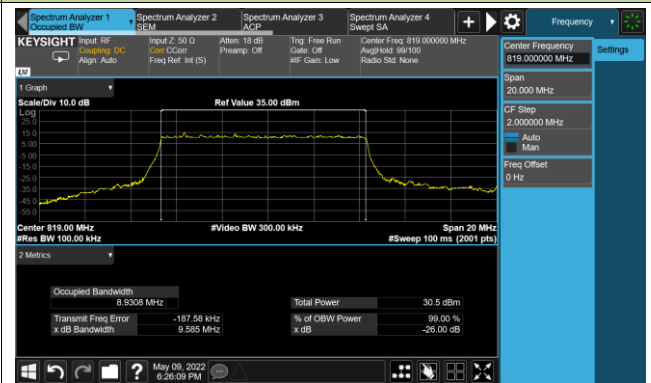 Spectrum Analyzer 1
Occupied BW
Spectrum Analyzer 2
SEM
Spectrum Analyzer 3
ACP
Spectrum Analyzer 4
Swept SA
Frequency
KEYSIGHT
Input: RF
Coupling: DC
Align: Auto
Input Z: 50 Ω
Corr CCorr
Freq Ref: Int (S)
Atten: 18 dB
Preamp: Off
Trig: Free Run
Gate: Off
#IF Gain: Low
Center Freq: 819.000000 MHz
Avg|Hold: 99/100
Radio Std: None
LXI
1 Graph
Scale/Div 10.0 dB
Ref Value 35.00 dBm
Log
25.0
15.0
5.00
-5.00
-15.0
-25.0
-35.0
-45.0
-55.0
Center 819.00 MHz
#Video BW 300.00 kHz
Span 20 MHz
#Res BW 100.00 kHz
#Sweep 100 ms (2001 pts)
2 Metrics
Occupied Bandwidth
8.9308 MHz
Total Power
30.5 dBm
Transmit Freq Error
-187.58 kHz
% of OBW Power
99.00 %
x dB Bandwidth
9.585 MHz
x dB
-26.00 dB
Center Frequency
819.000000 MHz
Settings
Span
20.000 MHz
CF Step
2.000000 MHz
Auto
Man
Freq Offset
0 Hz
?
May 09, 2022
6:26:09 PM